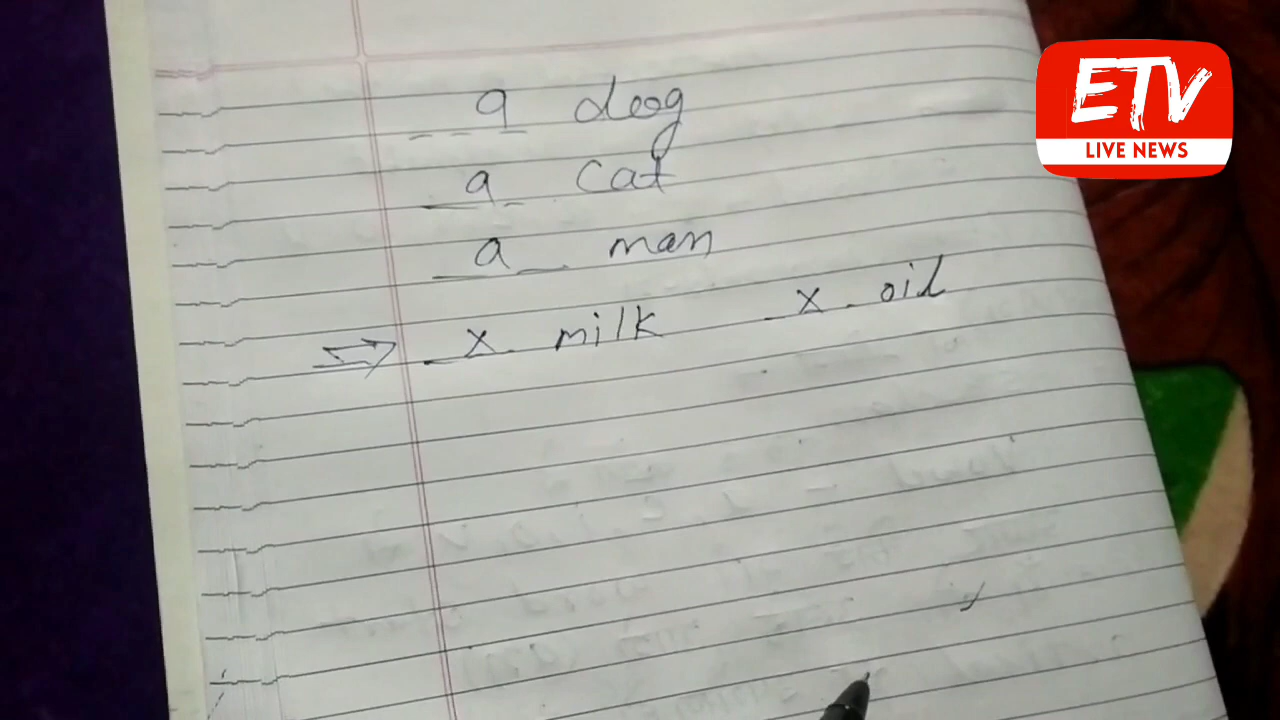 a dog
a cat
a man
⇒ x milk x oil
ETV
LIVE NEWS